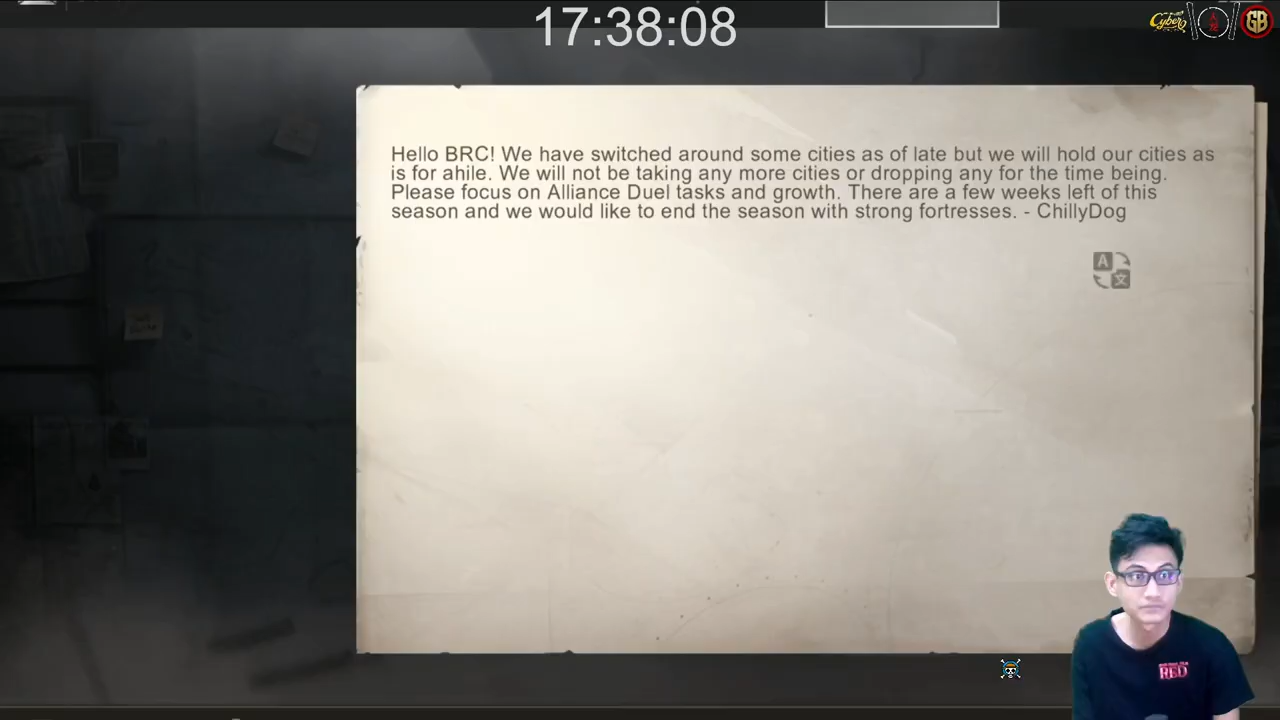 17:38:08
Cyber
GB
Hello BRC! We have switched around some cities as of late but we will hold our cities as
is for ahile. We will not be taking any more cities or dropping any for the time being.
Please focus on Alliance Duel tasks and growth. There are a few weeks left of this
season and we would like to end the season with strong fortresses. - ChillyDog
A
文
RED